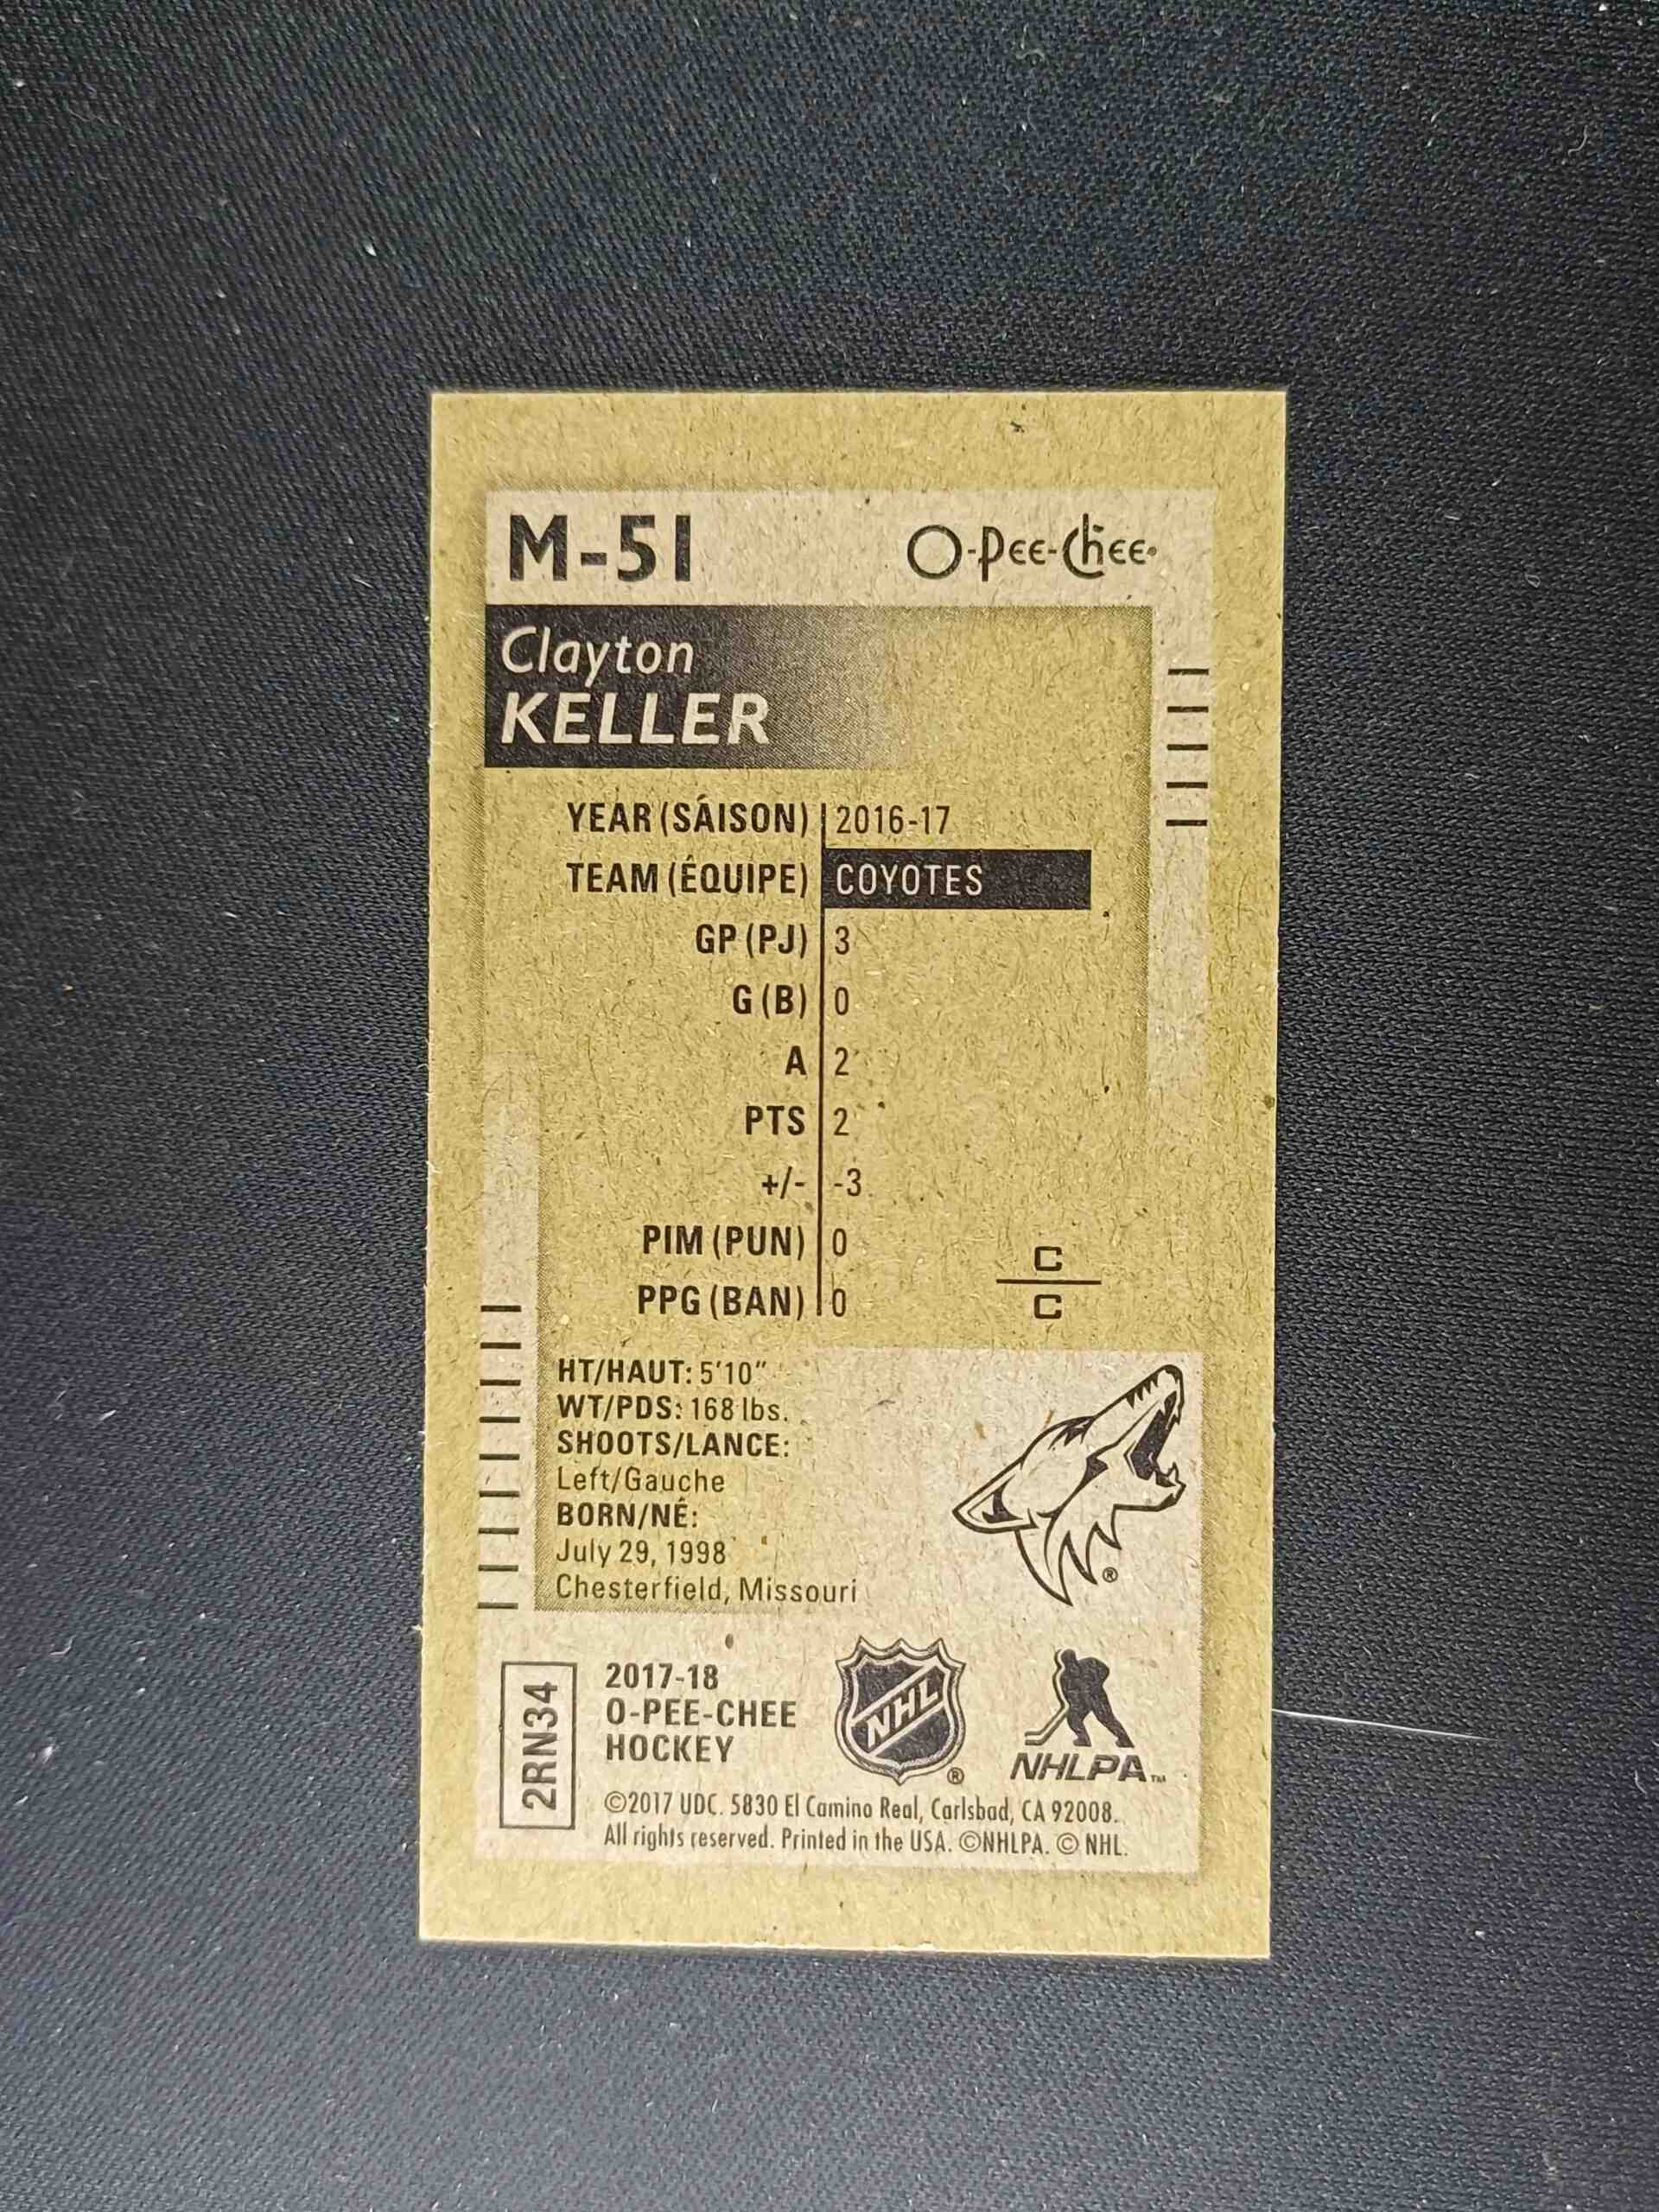 M-51 O-Pee-Chee®
Clayton
KELLER
YEAR (SÁISON) 2016-17
TEAM (ÉQUIPE) COYOTES
GP (PJ) 3
G (B) 0
A 2
PTS 2
+/- -3
PIM (PUN) 0
PPG (BAN) 0
C
C
HT/HAUT: 5'10"
WT/PDS: 168 lbs.
SHOOTS/LANCE:
Left/Gauche
BORN/NÉ:
July 29, 1998
Chesterfield, Missouri
®
2RN34
2017-18
O-PEE-CHEE
HOCKEY
NHL ®
NHLPA™
©2017 UDC. 5830 El Camino Real, Carlsbad, CA 92008.
All rights reserved. Printed in the USA. ©NHLPA. © NHL.